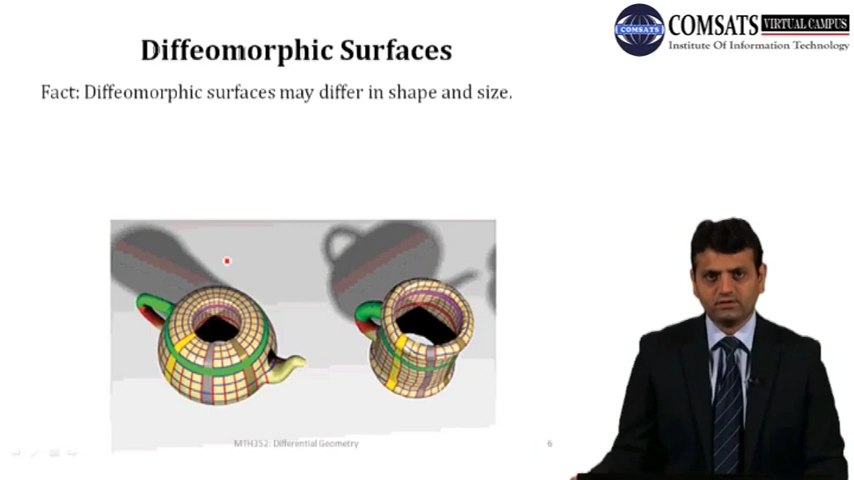 COMSATS VIRTUAL CAMPUS
COMSATS
Institute Of Information Technology
Diffeomorphic Surfaces
Fact: Diffeomorphic surfaces may differ in shape and size.
MTH352: Differential Geometry
6